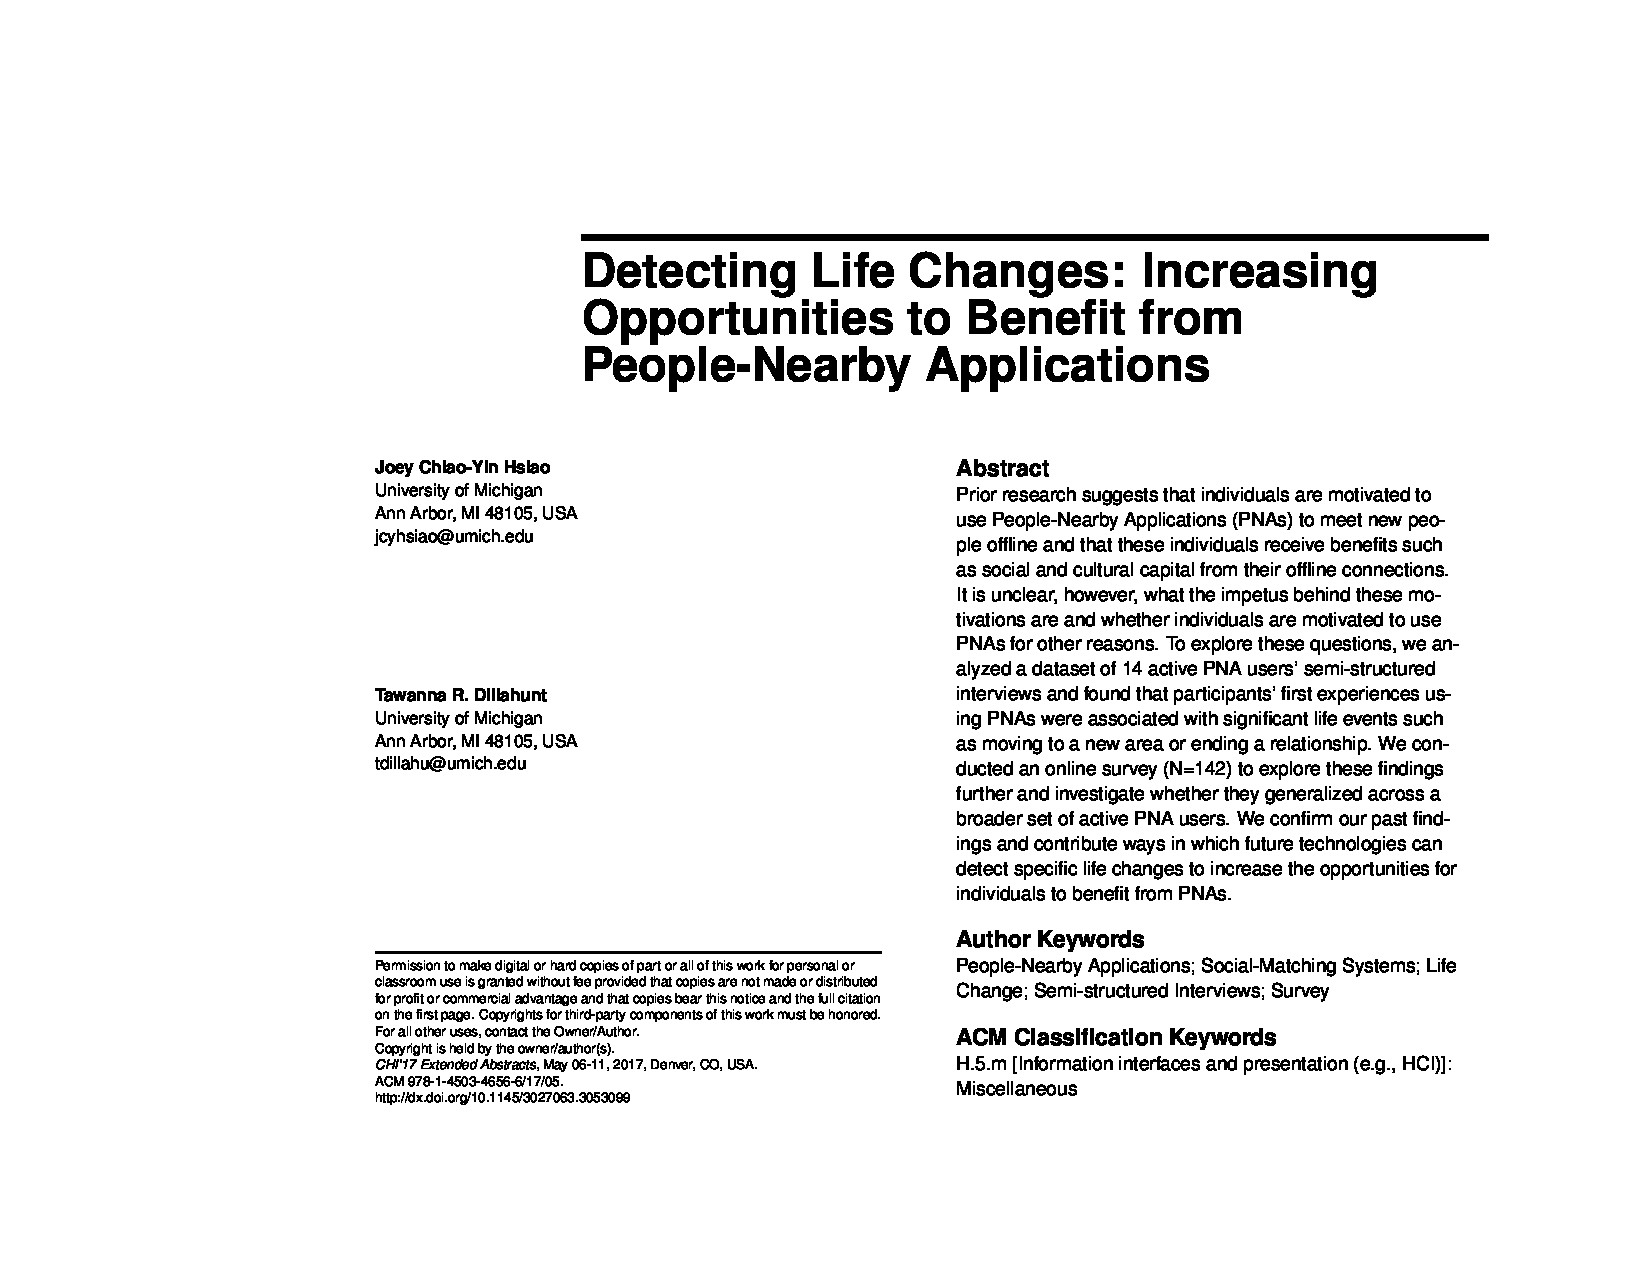 Detecting Life Changes: Increasing
Opportunities to Benefit from
People-Nearby Applications
Joey Chiao-Yin Hsiao
University of Michigan
Ann Arbor, MI 48105, USA
jcyhsiao@umich.edu
Tawanna R. Dillahunt
University of Michigan
Ann Arbor, MI 48105, USA
tdillahu@umich.edu
Permission to make digital or hard copies of part or all of this work for personal or
classroom use is granted without fee provided that copies are not made or distributed
for profit or commercial advantage and that copies bear this notice and the full citation
on the first page. Copyrights for third-party components of this work must be honored.
For all other uses, contact the Owner/Author.
Copyright is held by the owner/author(s).
CHI'17 Extended Abstracts, May 06-11, 2017, Denver, CO, USA.
ACM 978-1-4503-4656-6/17/05.
http://dx.doi.org/10.1145/3027063.3053099
Abstract
Prior research suggests that individuals are motivated to
use People-Nearby Applications (PNAs) to meet new peo-
ple offline and that these individuals receive benefits such
as social and cultural capital from their offline connections.
It is unclear, however, what the impetus behind these mo-
tivations are and whether individuals are motivated to use
PNAs for other reasons. To explore these questions, we an-
alyzed a dataset of 14 active PNA users' semi-structured
interviews and found that participants' first experiences us-
ing PNAs were associated with significant life events such
as moving to a new area or ending a relationship. We con-
ducted an online survey (N=142) to explore these findings
further and investigate whether they generalized across a
broader set of active PNA users. We confirm our past find-
ings and contribute ways in which future technologies can
detect specific life changes to increase the opportunities for
individuals to benefit from PNAs.
Author Keywords
People-Nearby Applications; Social-Matching Systems; Life
Change; Semi-structured Interviews; Survey
ACM Classification Keywords
H.5.m [Information interfaces and presentation (e.g., HCI)]:
Miscellaneous